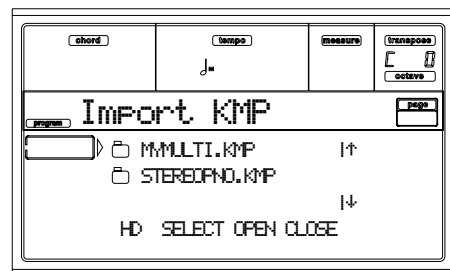 chord tempo measure transpose
♩= C 0
octave
program Import KMP page
MYMULTI.KMP
STEREOPNO.KMP
HD SELECT OPEN CLOSE